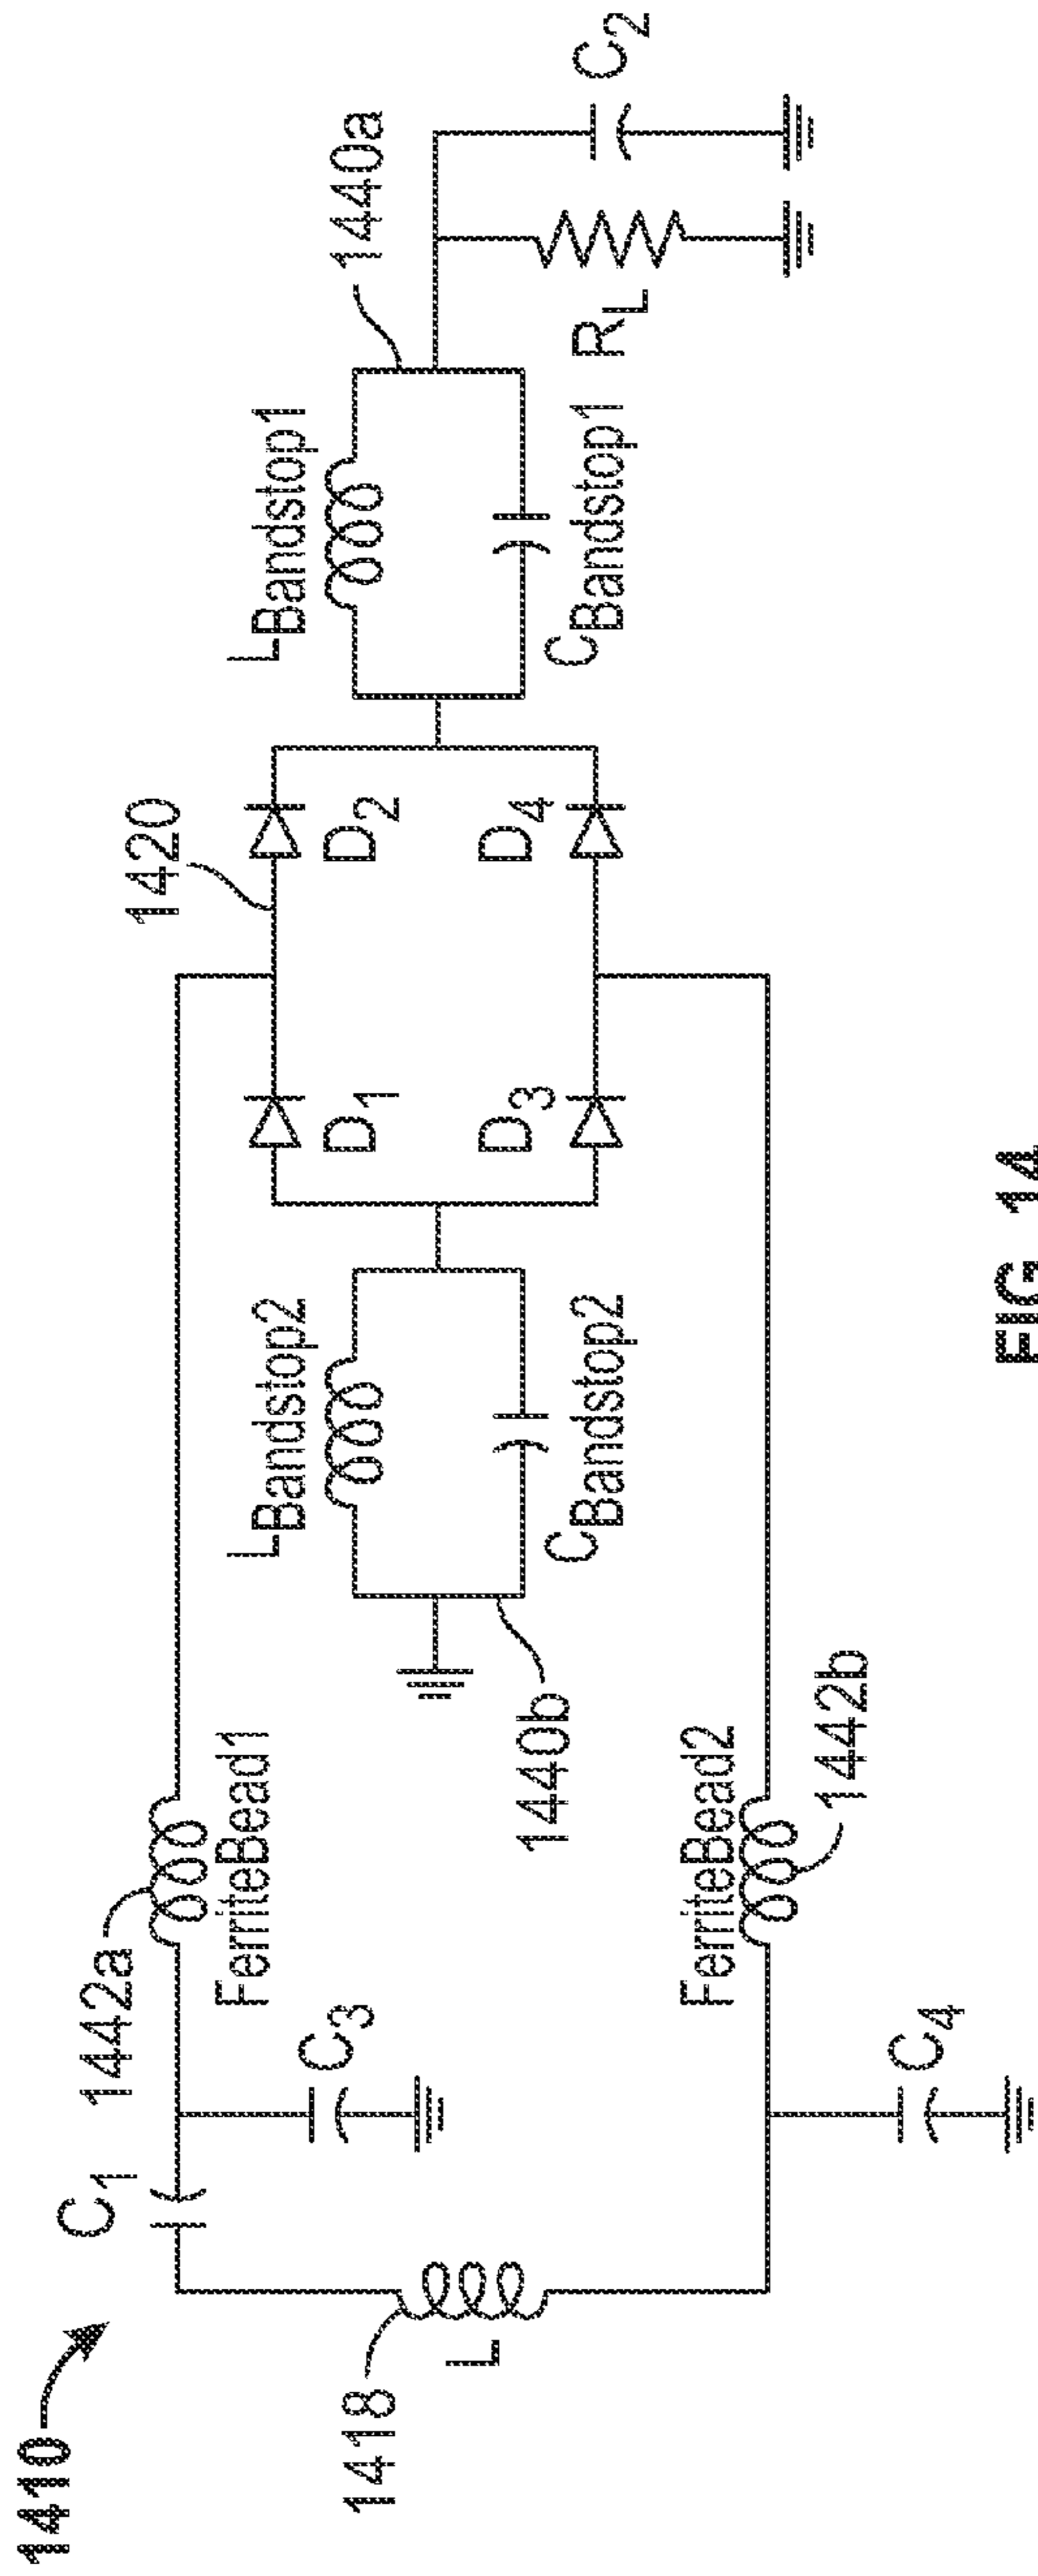 1410
1418
L
C1
1442a
FerriteBead1
C3
C4
FerriteBead2
1442b
1440b
LBandstop2
CBandstop2
1420
D1
D2
D3
D4
LBandstop1
CBandstop1
1440a
RL
C2
FIG. 14